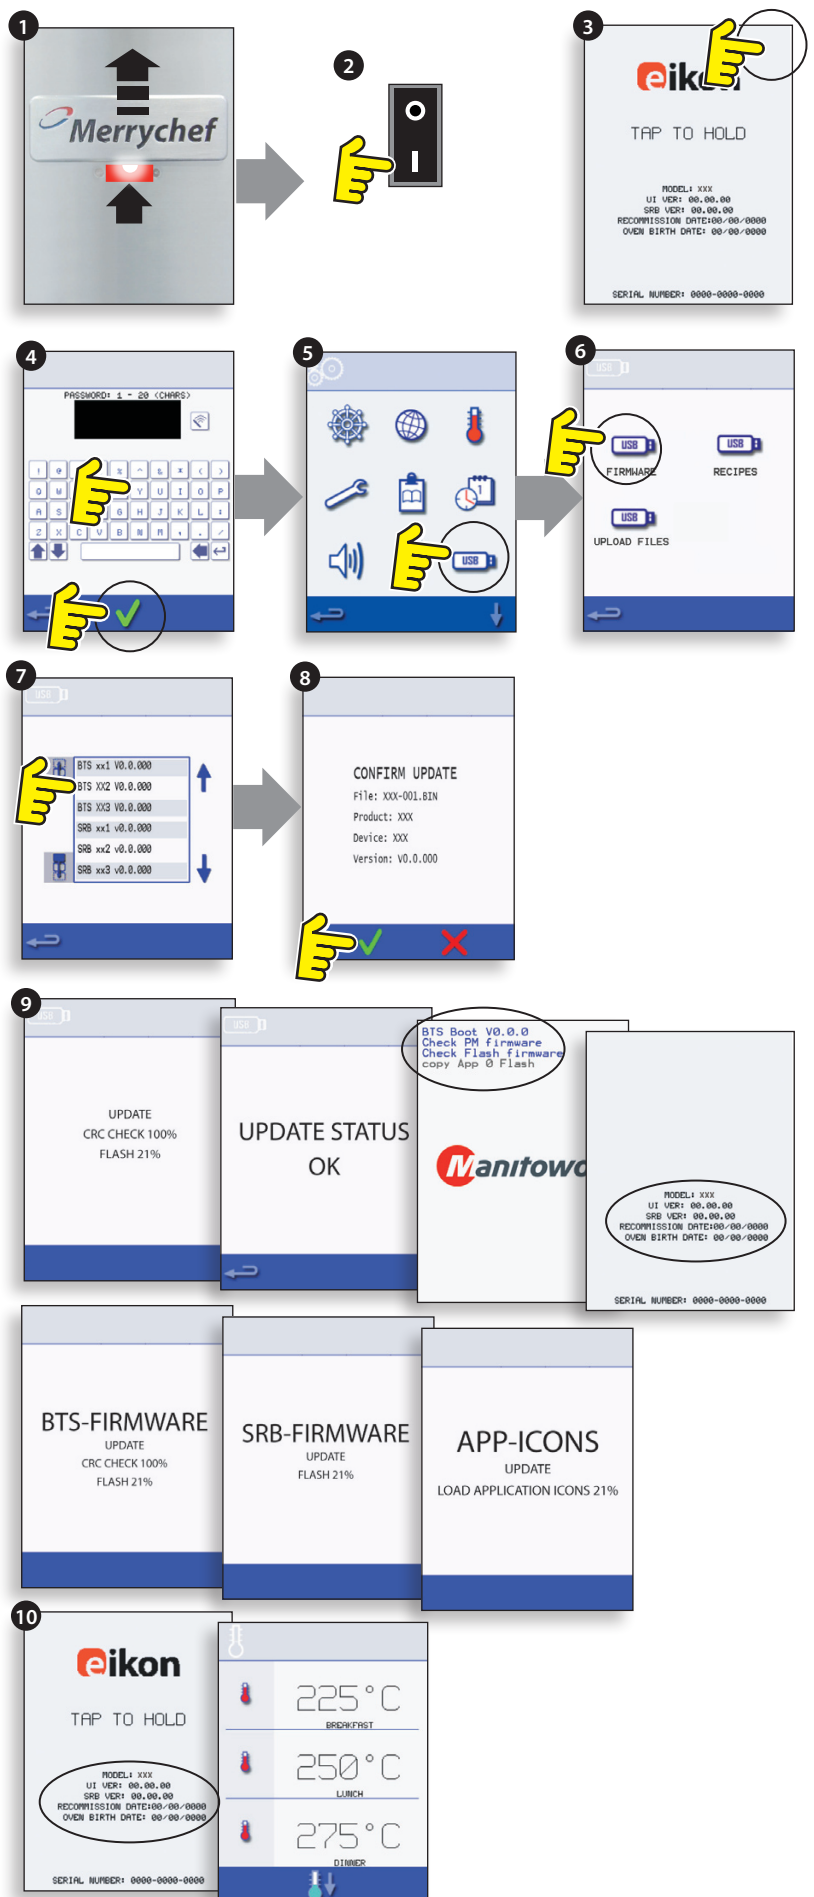 1
Merrychef
2
O
I
3
eikon
TAP TO HOLD
MODEL: XXX
UI VER: 00.00.00
SRB VER: 00.00.00
RECOMMISSION DATE:00/00/0000
OVEN BIRTH DATE: 00/00/0000
SERIAL NUMBER: 0000-0000-0000
4
PASSWORD: 1 - 20 (CHARS)
! @ % ^ & * ( )
Q W Y U I O P
A S G H J K L :
Z X C V B N M , . /
5
1
USB
6
USB
USB
FIRMWARE
USB
RECIPES
USB
UPLOAD FILES
7
USB
BTS xx1 V0.0.000
BTS XX2 V0.0.000
BTS XX3 V0.0.000
SRB xx1 v0.0.000
SRB xx2 v0.0.000
SRB xx3 v0.0.000
8
CONFIRM UPDATE
File: XXX-001.BIN
Product: XXX
Device: XXX
Version: V0.0.000
9
USB
UPDATE
CRC CHECK 100%
FLASH 21%
USB
UPDATE STATUS
OK
BTS Boot V0.0.0
Check PM firmware
Check Flash firmware
copy App 0 Flash
Manitowo
MODEL: XXX
UI VER: 00.00.00
SRB VER: 00.00.00
RECOMMISSION DATE:00/00/0000
OVEN BIRTH DATE: 00/00/0000
SERIAL NUMBER: 0000-0000-0000
BTS-FIRMWARE
UPDATE
CRC CHECK 100%
FLASH 21%
SRB-FIRMWARE
UPDATE
FLASH 21%
APP-ICONS
UPDATE
LOAD APPLICATION ICONS 21%
10
eikon
TAP TO HOLD
MODEL: XXX
UI VER: 00.00.00
SRB VER: 00.00.00
RECOMMISSION DATE:00/00/0000
OVEN BIRTH DATE: 00/00/0000
SERIAL NUMBER: 0000-0000-0000
225°C
BREAKFAST
250°C
LUNCH
275°C
DINNER